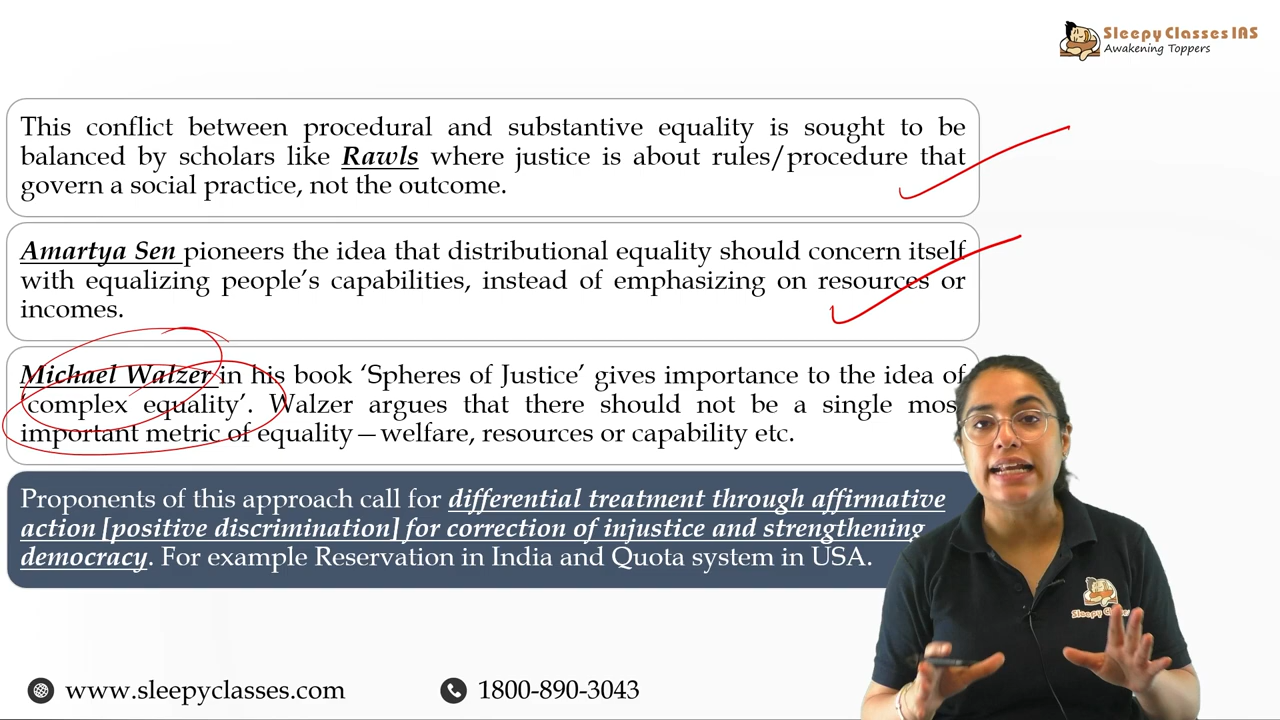 Sleepy Classes IAS
Awakening Toppers
This conflict between procedural and substantive equality is sought to be
balanced by scholars like Rawls where justice is about rules/procedure that
govern a social practice, not the outcome.
Amartya Sen pioneers the idea that distributional equality should concern itself
with equalizing people's capabilities, instead of emphasizing on resources or
incomes.
Michael Walzer in his book 'Spheres of Justice' gives importance to the idea of
'complex equality'. Walzer argues that there should not be a single most
important metric of equality—welfare, resources or capability etc.
Proponents of this approach call for differential treatment through affirmative
action [positive discrimination] for correction of injustice and strengthening
democracy. For example Reservation in India and Quota system in USA.
www.sleepyclasses.com
1800-890-3043